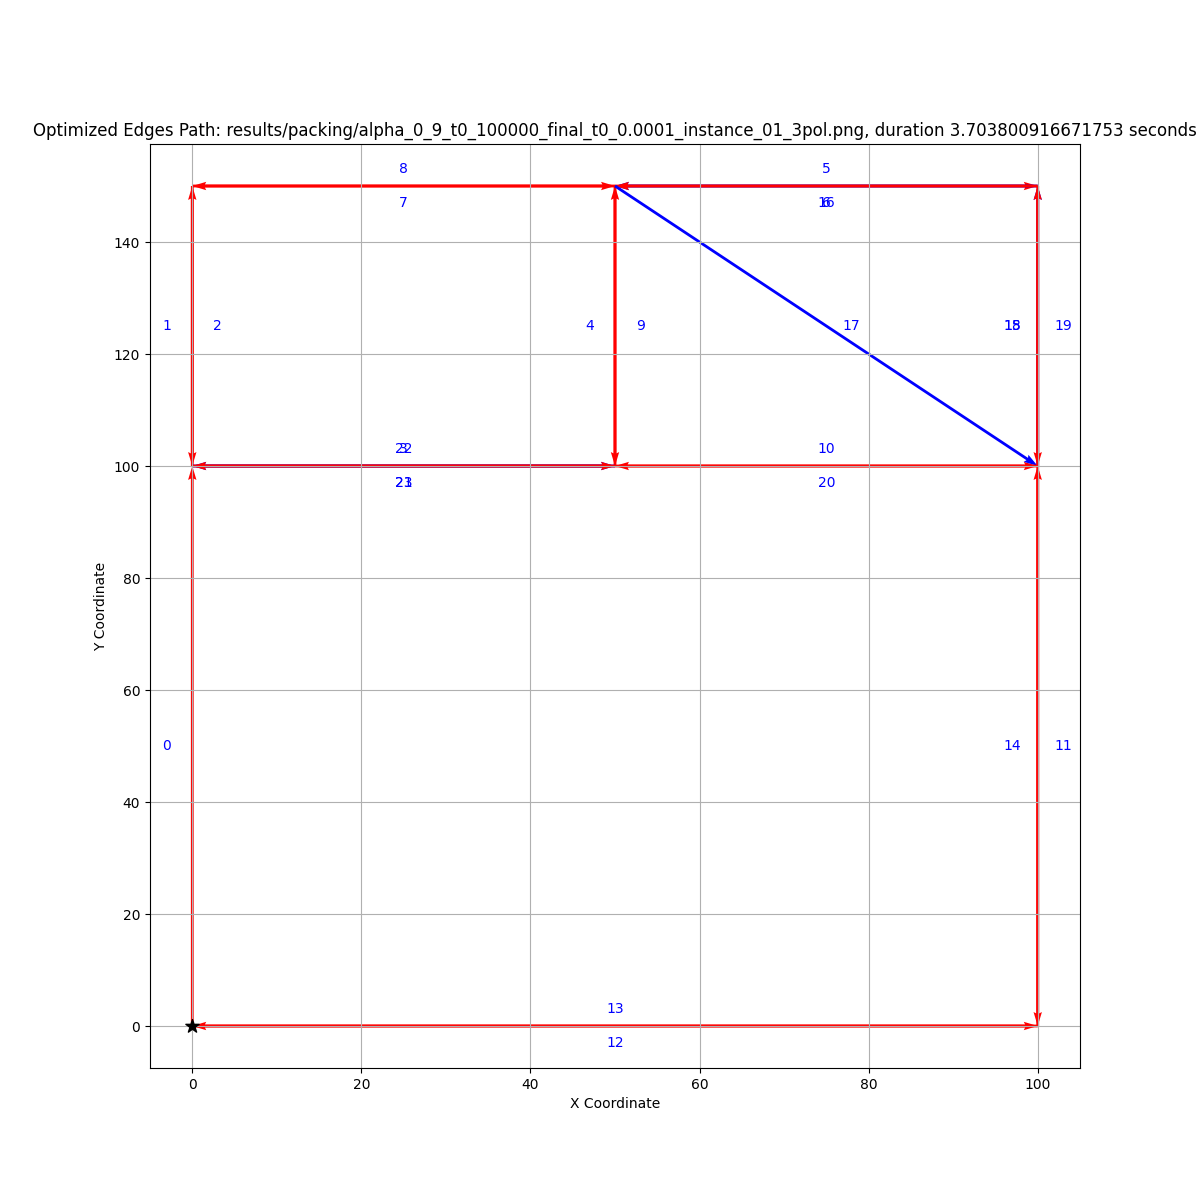 Optimized Edges Path: results/packing/alpha_0_9_t0_100000_final_t0_0.0001_instance_01_3pol.png, duration 3.703800916671753 seconds
8 5
7
140
1 2 4 9 17 19
120
10
100
20
80
Y Coordinate
60
0 14 11
40
20
13
0
12
0 20 40 60 80 100
X Coordinate